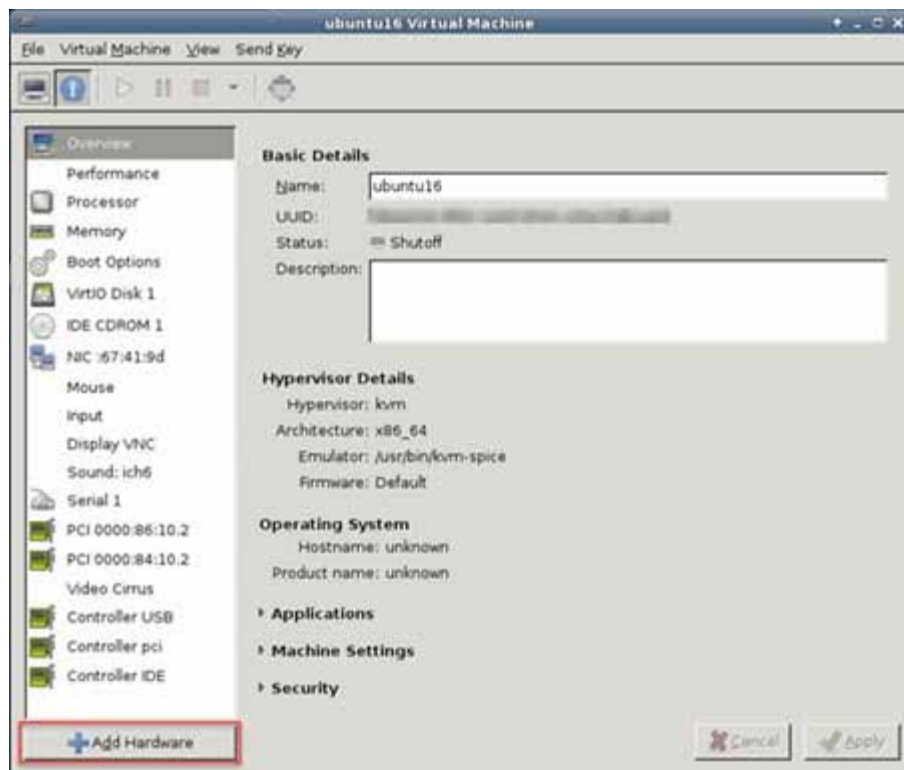 ubuntu16 Virtual Machine
File Virtual Machine View Send Key
Overview
Performance
Processor
Memory
Boot Options
VirtIO Disk 1
IDE CDROM 1
NIC :67:41:9d
Mouse
Input
Display VNC
Sound: ich6
Serial 1
PCI 0000:86:10.2
PCI 0000:84:10.2
Video Cirrus
Controller USB
Controller pci
Controller IDE
Add Hardware
Basic Details
Name: ubuntu16
UUID:
Status: Shutoff
Description:
Hypervisor Details
Hypervisor: kvm
Architecture: x86_64
Emulator: /usr/bin/kvm-spice
Firmware: Default
Operating System
Hostname: unknown
Product name: unknown
Applications
Machine Settings
Security
Cancel Apply